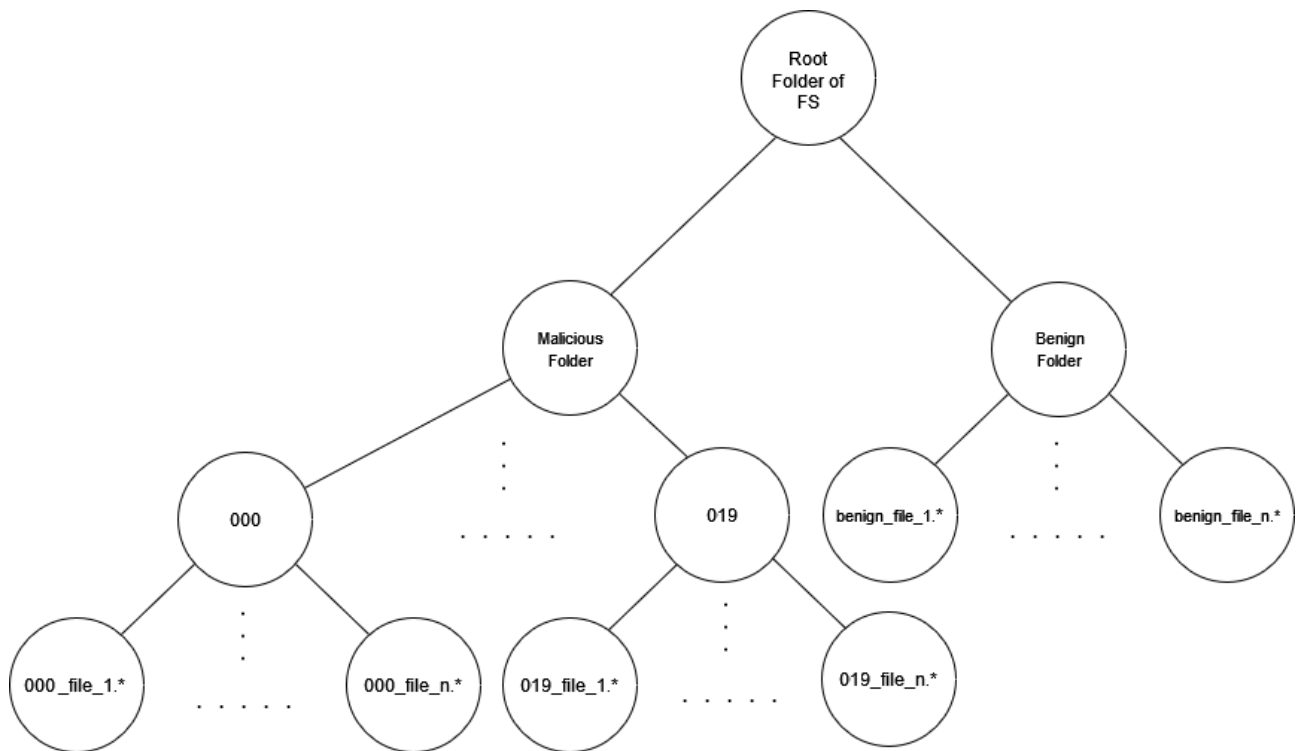 Root
Folder of
FS
Malicious
Folder
Benign
Folder
000
019
benign_file_1.*
benign_file_n.*
000_file_1.*
000_file_n.*
019_file_1.*
019_file_n.*